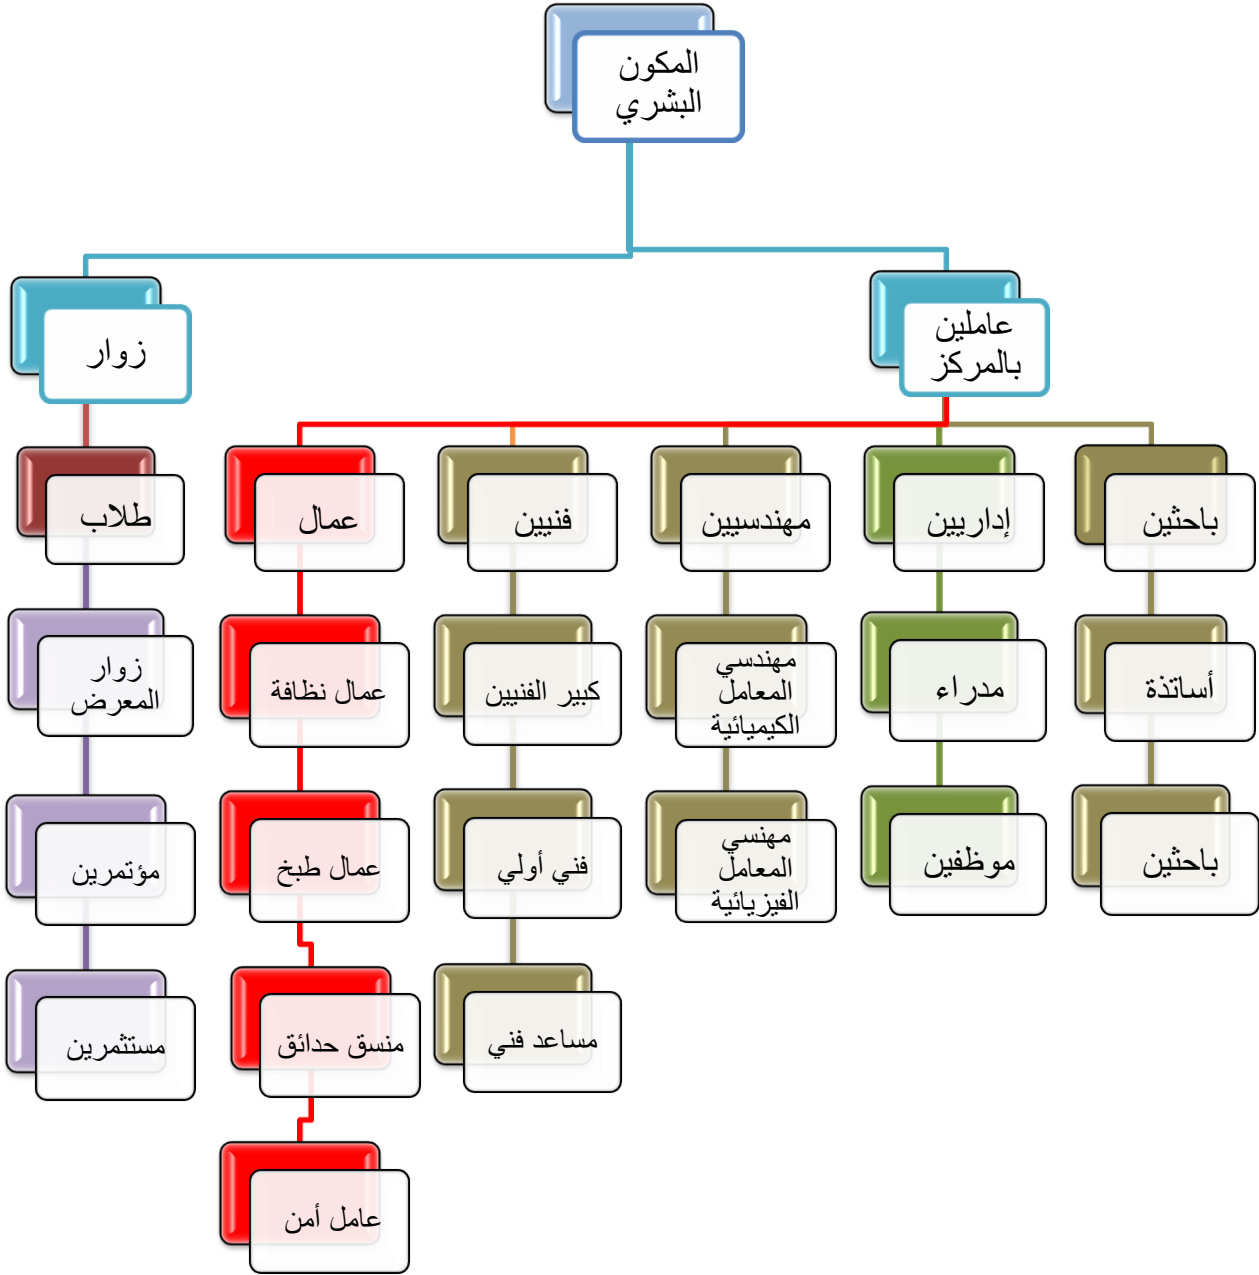 المكون
البشري
عاملين
بالمركز
زوار
باحثين
إداريين
مهندسيين
فنيين
عمال
طلاب
أساتذة
مدراء
مهندسي
المعامل
الكيميائية
كبير الفنيين
عمال نظافة
زوار
المعرض
باحثين
موظفين
مهنسي
المعامل
الفيزيائية
فني أولي
عمال طبخ
مؤتمرين
مساعد فني
منسق حدائق
مستثمرين
عامل أمن